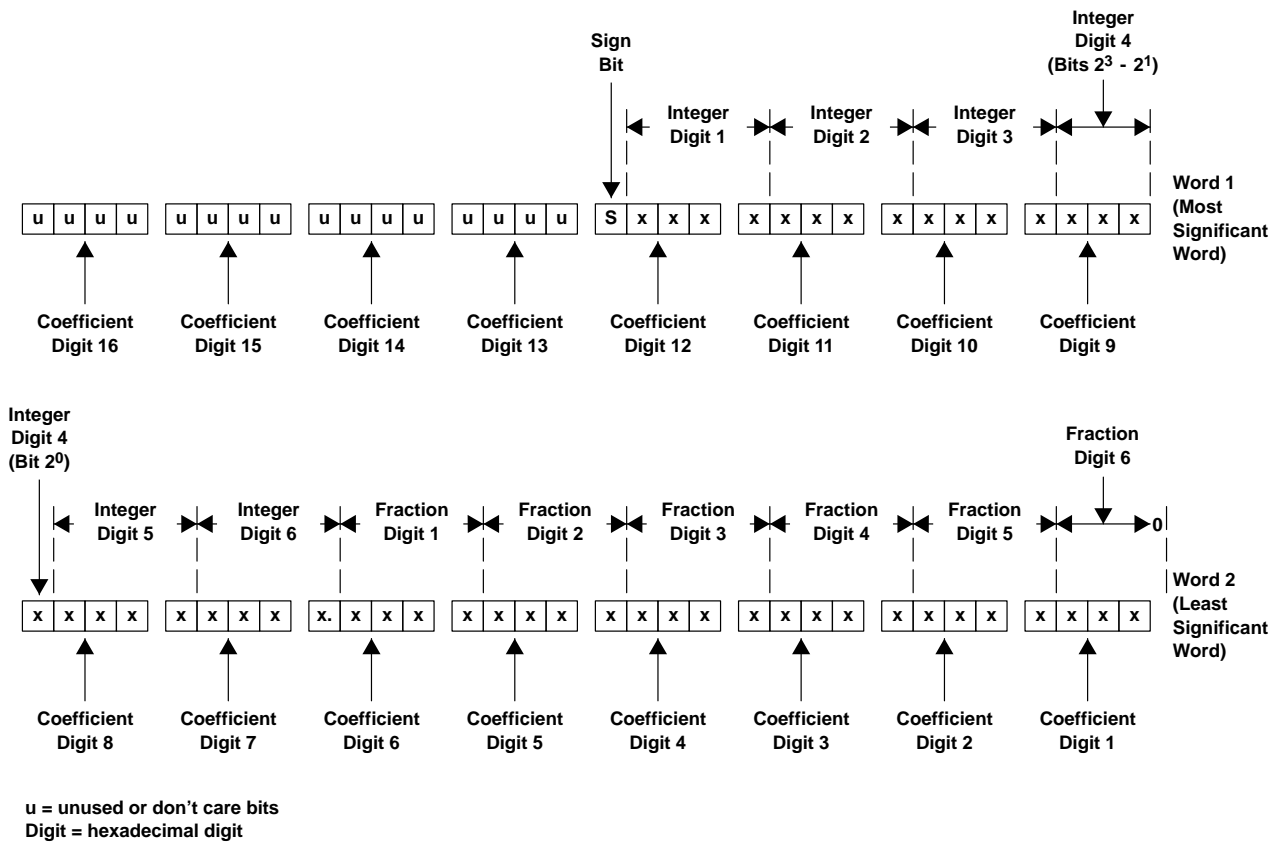 Sign
Bit
Integer
Digit 4
(Bits 2³ - 2¹)
Integer
Digit 1
Integer
Digit 2
Integer
Digit 3
u u u u u u u u u u u u u u u u S x x x x x x x x x x x x x x x
Word 1
(Most
Significant
Word)
Coefficient
Digit 16
Coefficient
Digit 15
Coefficient
Digit 14
Coefficient
Digit 13
Coefficient
Digit 12
Coefficient
Digit 11
Coefficient
Digit 10
Coefficient
Digit 9
Integer
Digit 4
(Bit 2⁰)
Fraction
Digit 6
Integer
Digit 5
Integer
Digit 6
Fraction
Digit 1
Fraction
Digit 2
Fraction
Digit 3
Fraction
Digit 4
Fraction
Digit 5
0
x x x x x x x x x. x x x x x x x x x x x x x x x x x x x x x x x
Word 2
(Least
Significant
Word)
Coefficient
Digit 8
Coefficient
Digit 7
Coefficient
Digit 6
Coefficient
Digit 5
Coefficient
Digit 4
Coefficient
Digit 3
Coefficient
Digit 2
Coefficient
Digit 1
u = unused or don't care bits
Digit = hexadecimal digit